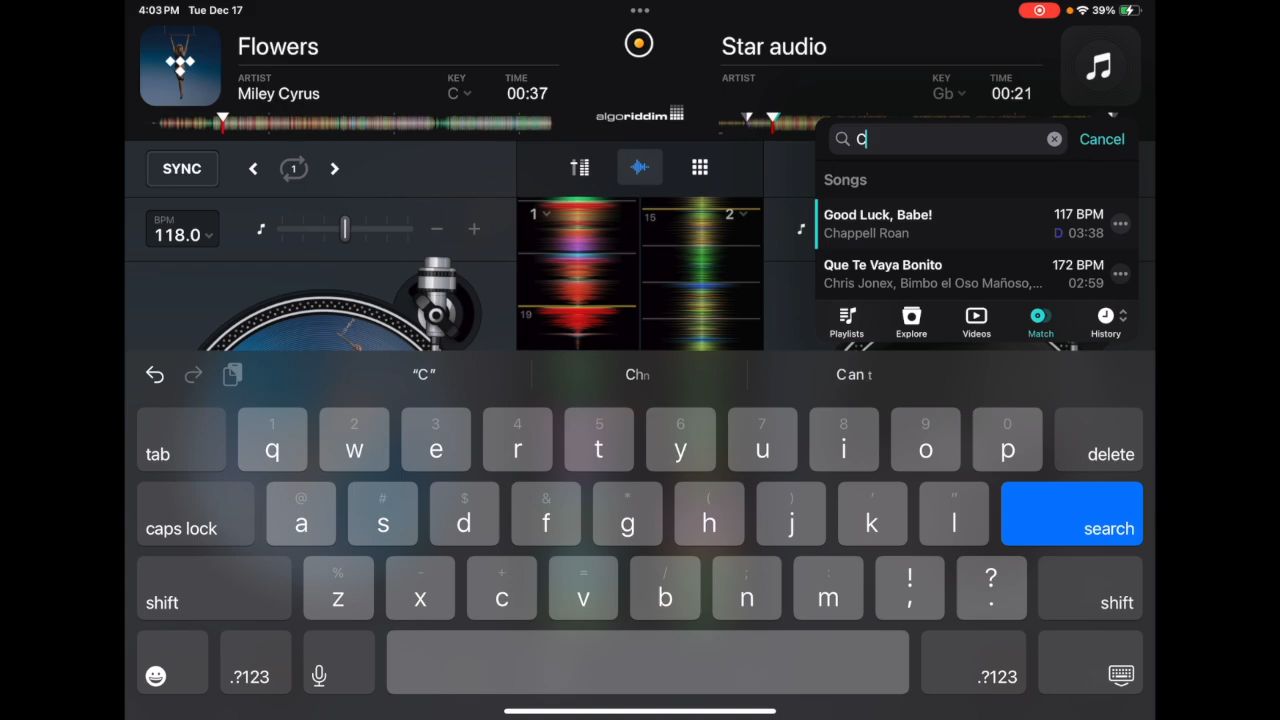 4:03 PM Tue Dec 17
39%
Flowers
ARTIST KEY TIME
Miley Cyrus C 00:37
algoriddim
Star audio
ARTIST KEY TIME
Gb 00:21
C
Cancel
SYNC
1
Songs
BPM
118.0
1
15
2
19
Good Luck, Babe! 117 BPM
Chappell Roan D 03:38
Que Te Vaya Bonito 172 BPM
Chris Jonex, Bimbo el Oso Mañoso,... 02:59
Playlists Explore Videos Match History
“C” Chn Can t
1 2 3 4 5 6 7 8 9 0
tab q w e r t y u i o p delete
@ # $ & * ( ) ' "
caps lock a s d f g h j k l search
% - + = / ; : ! ?
shift z x c v b n m , . shift
.?123 .?123